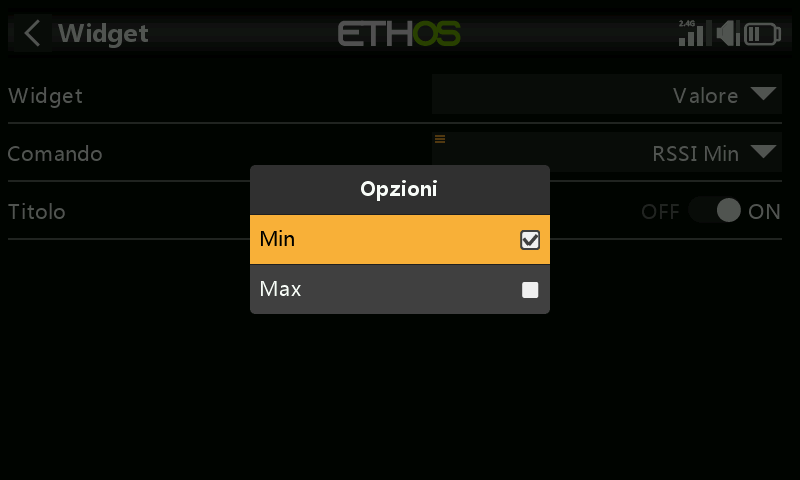 Widget ETHOS 2.4G
Widget Valore
Comando RSSI Min
Titolo OFF ON
Opzioni
Min
Max